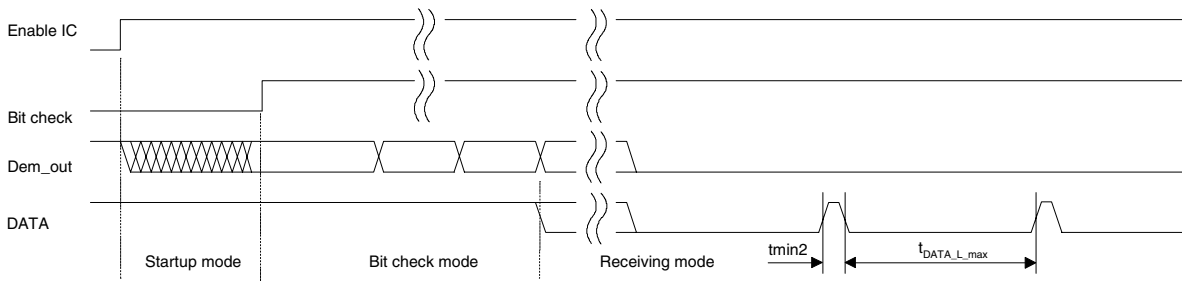 Enable IC
Bit check
Dem_out
DATA
Startup mode
Bit check mode
Receiving mode
tmin2
tDATA_L_max